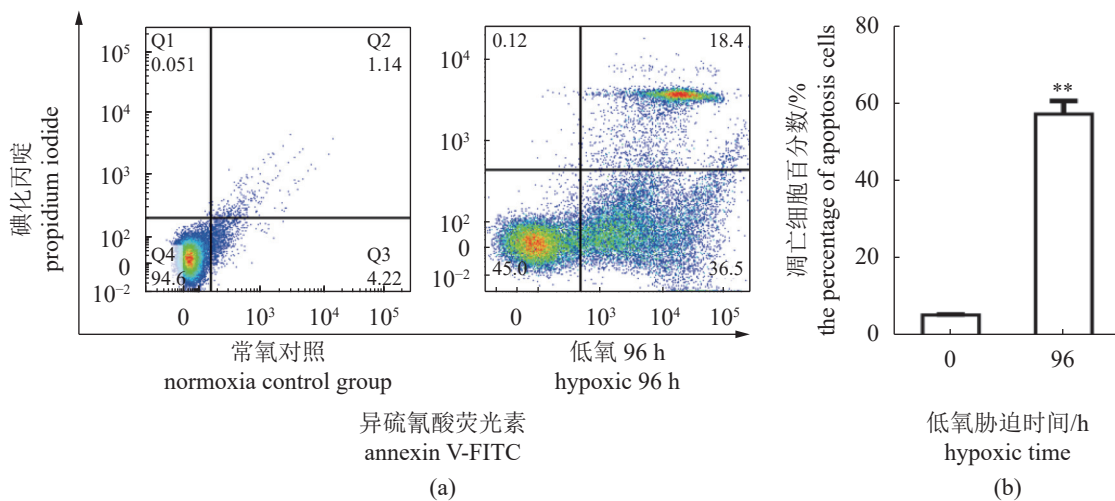 碘化丙啶
propidium iodide
10⁵
10⁴
10³
10²
0
10⁻²
Q1
0.051
Q2
1.14
Q4
94.6
Q3
4.22
0
10³
10⁴
10⁵
常氧对照
normoxia control group
10⁴
10³
10²
0
10⁻²
0.12
18.4
45.0
36.5
0
10³
10⁴
10⁵
低氧 96 h
hypoxic 96 h
异硫氰酸荧光素
annexin V-FITC
(a)
凋亡细胞百分数/%
the percentage of apoptosis cells
80
60
40
20
0
**
0
96
低氧胁迫时间/h
hypoxic time
(b)